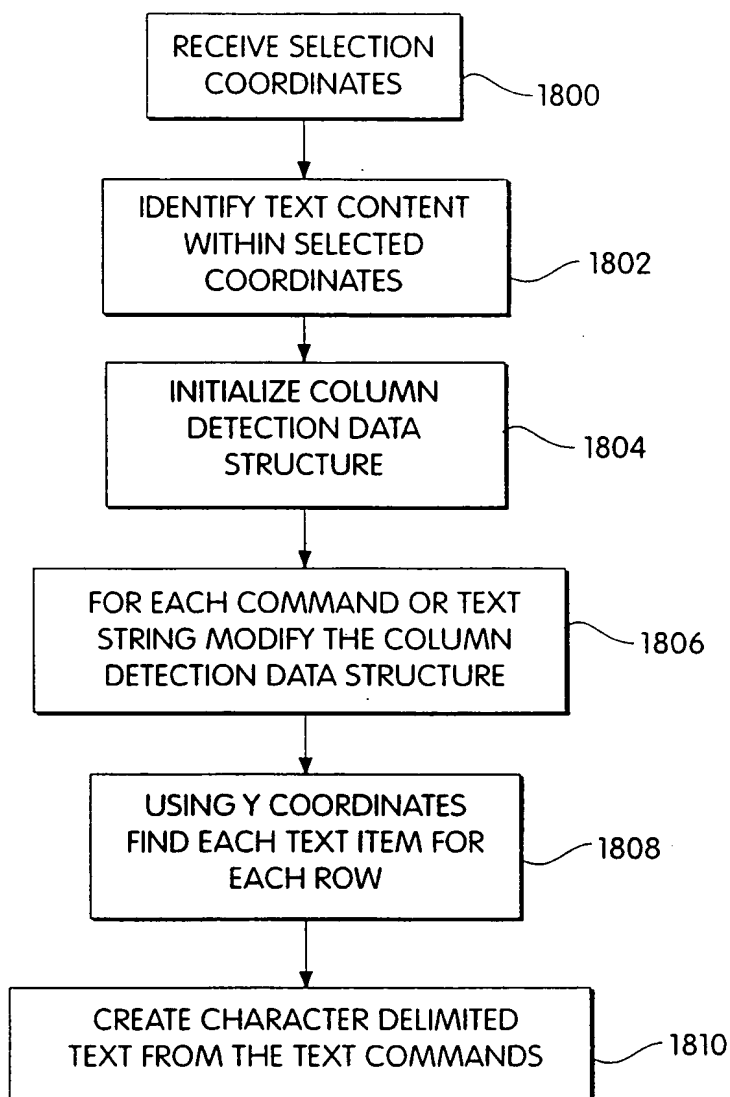 RECEIVE SELECTION
COORDINATES
1800
IDENTIFY TEXT CONTENT
WITHIN SELECTED
COORDINATES
1802
INITIALIZE COLUMN
DETECTION DATA
STRUCTURE
1804
FOR EACH COMMAND OR TEXT
STRING MODIFY THE COLUMN
DETECTION DATA STRUCTURE
1806
USING Y COORDINATES
FIND EACH TEXT ITEM FOR
EACH ROW
1808
CREATE CHARACTER DELIMITED
TEXT FROM THE TEXT COMMANDS
1810